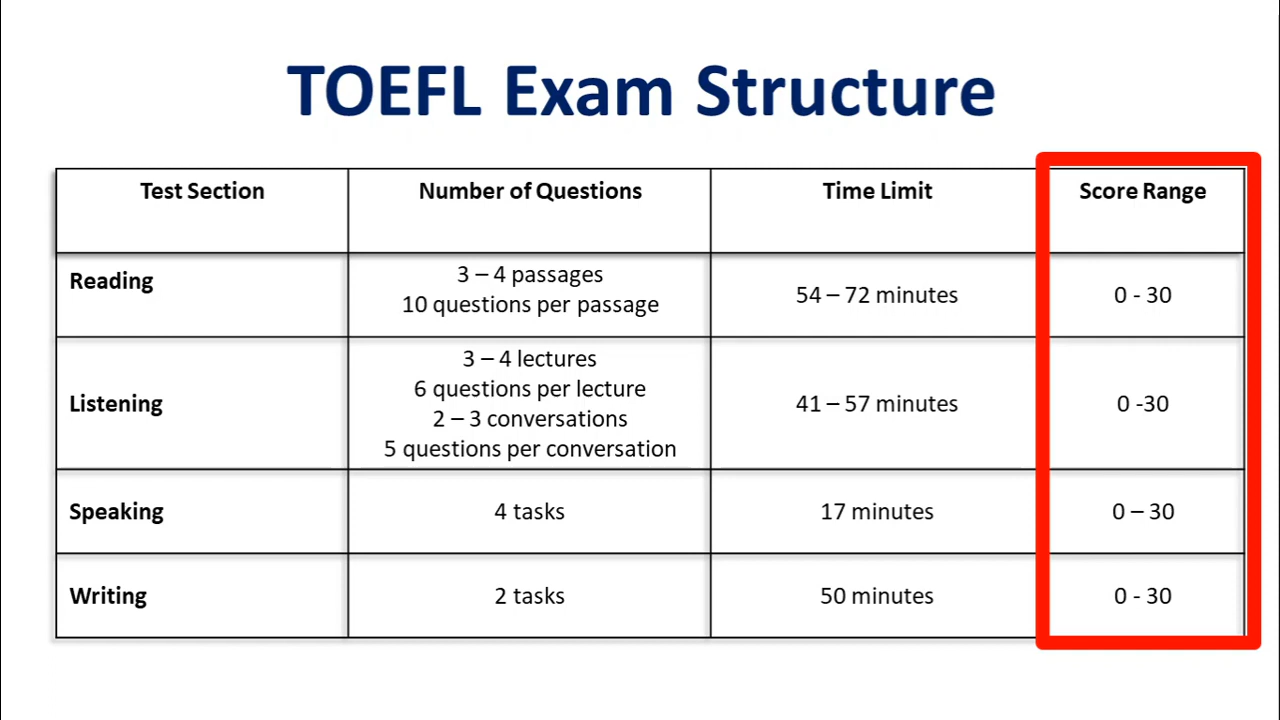 TOEFL Exam Structure
Test Section
Number of Questions
Time Limit
Score Range
Reading
3 – 4 passages
10 questions per passage
54 – 72 minutes
0 - 30
Listening
3 – 4 lectures
6 questions per lecture
2 – 3 conversations
5 questions per conversation
41 – 57 minutes
0 -30
Speaking
4 tasks
17 minutes
0 – 30
Writing
2 tasks
50 minutes
0 - 30